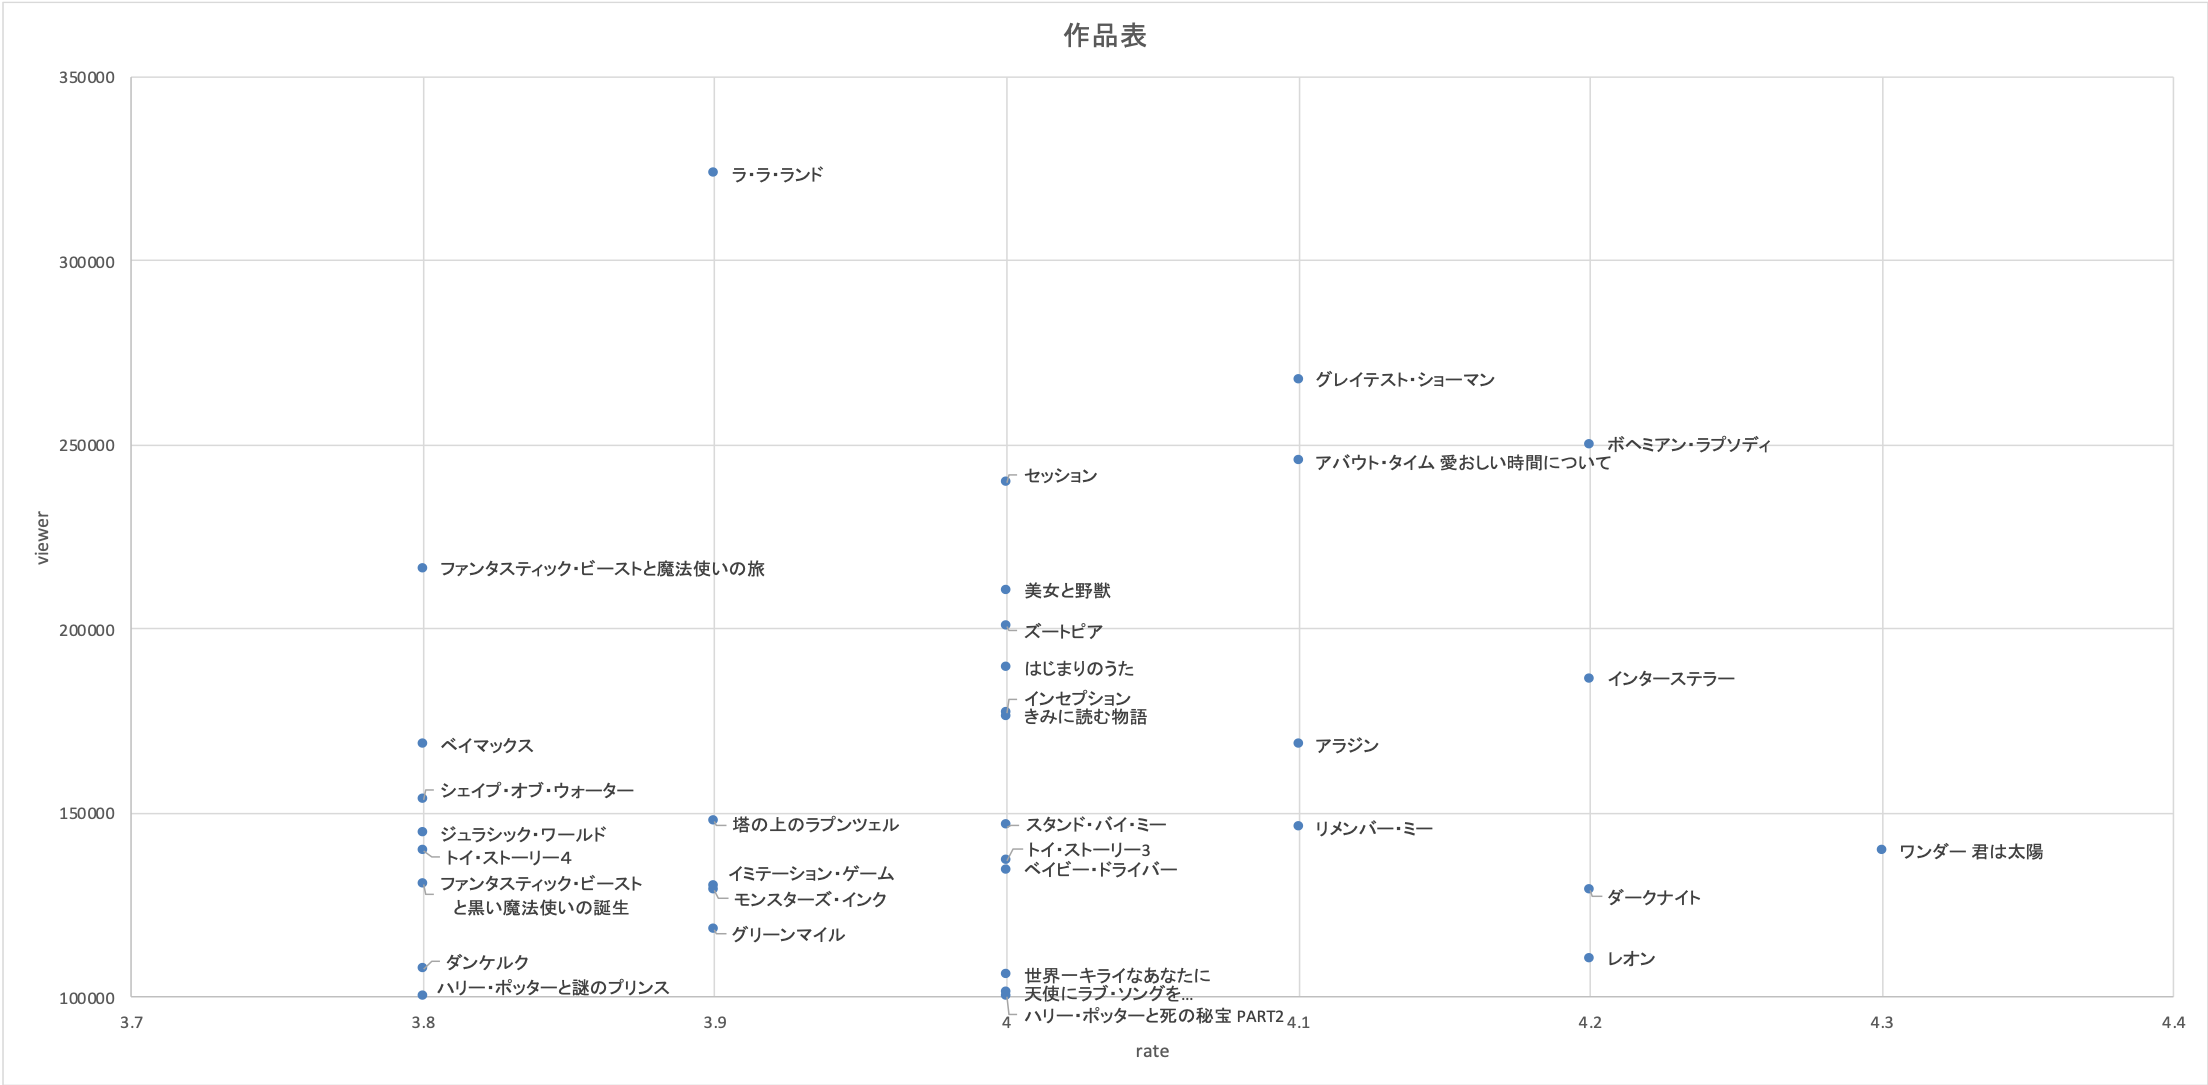 作品表
350000
ラ・ラ・ランド
300000
グレイテスト・ショーマン
250000
ボヘミアン・ラプソディ
アバウト・タイム 愛おしい時間について
セッション
viewer
ファンタスティック・ビーストと魔法使いの旅
美女と野獣
200000
ズートピア
はじまりのうた
インターステラー
インセプション
きみに読む物語
ベイマックス
アラジン
シェイプ・オブ・ウォーター
150000
塔の上のラプンツェル
スタンド・バイ・ミー
リメンバー・ミー
ジュラシック・ワールド
トイ・ストーリー3
ワンダー 君は太陽
トイ・ストーリー4
ベイビー・ドライバー
イミテーション・ゲーム
ファンタスティック・ビースト
と黒い魔法使いの誕生
モンスターズ・インク
ダークナイト
グリーンマイル
レオン
ダンケルク
世界一キライなあなたに
ハリー・ポッターと謎のプリンス
天使にラブ・ソングを...
100000
ハリー・ポッターと死の秘宝 PART2
3.7
3.8
3.9
4
4.1
4.2
4.3
4.4
rate